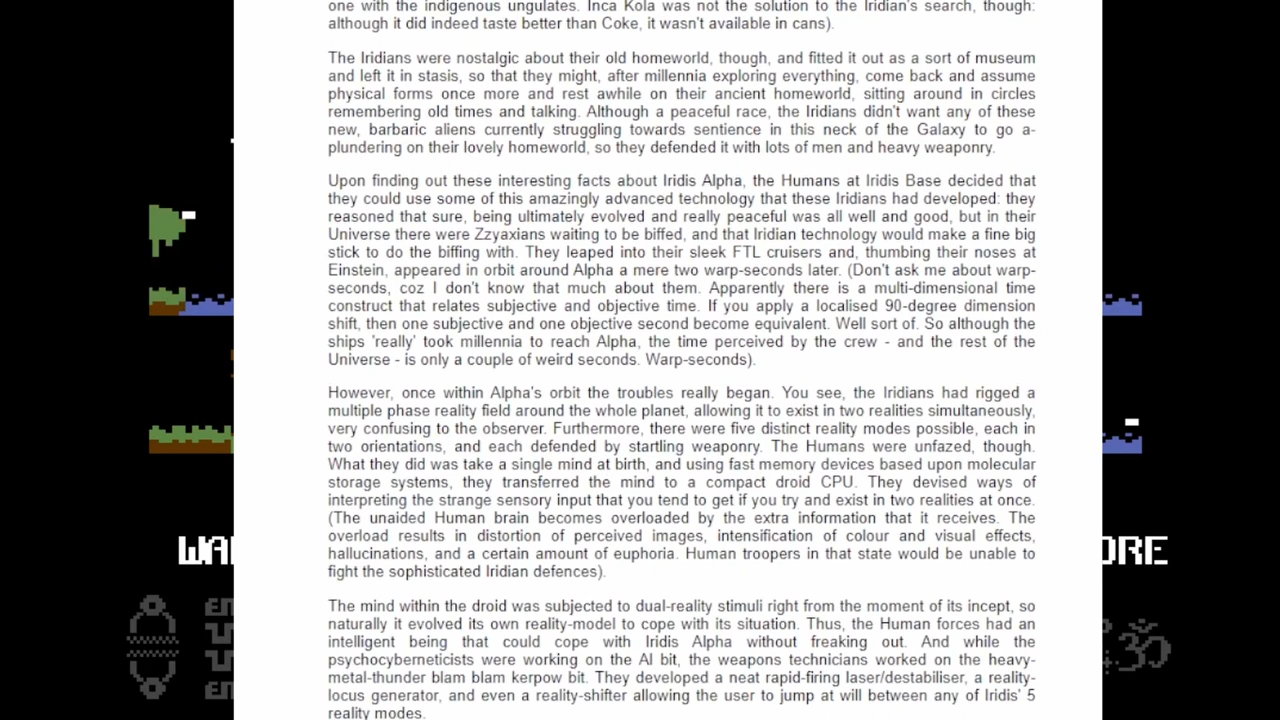 one with the indigenous ungulates. Inca Kola was not the solution to the Iridian's search, though:
although it did indeed taste better than Coke, it wasn't available in cans).
The Iridians were nostalgic about their old homeworld, though, and fitted it out as a sort of museum
and left it in stasis, so that they might, after millennia exploring everything, come back and assume
physical forms once more and rest awhile on their ancient homeworld, sitting around in circles
remembering old times and talking. Although a peaceful race, the Iridians didn't want any of these
new, barbaric aliens currently struggling towards sentience in this neck of the Galaxy to go a-
plundering on their lovely homeworld, so they defended it with lots of men and heavy weaponry.
Upon finding out these interesting facts about Iridis Alpha, the Humans at Iridis Base decided that
they could use some of this amazingly advanced technology that these Iridians had developed: they
reasoned that sure, being ultimately evolved and really peaceful was all well and good, but in their
Universe there were Zzyaxians waiting to be biffed, and that Iridian technology would make a fine big
stick to do the biffing with. They leaped into their sleek FTL cruisers and, thumbing their noses at
Einstein, appeared in orbit around Alpha a mere two warp-seconds later. (Don't ask me about warp-
seconds, coz I don't know that much about them. Apparently there is a multi-dimensional time
construct that relates subjective and objective time. If you apply a localised 90-degree dimension
shift, then one subjective and one objective second become equivalent. Well sort of. So although the
ships 'really' took millennia to reach Alpha, the time perceived by the crew - and the rest of the
Universe - is only a couple of weird seconds. Warp-seconds).
However, once within Alpha's orbit the troubles really began. You see, the Iridians had rigged a
multiple phase reality field around the whole planet, allowing it to exist in two realities simultaneously,
very confusing to the observer. Furthermore, there were five distinct reality modes possible, each in
two orientations, and each defended by startling weaponry. The Humans were unfazed, though.
What they did was take a single mind at birth, and using fast memory devices based upon molecular
storage systems, they transferred the mind to a compact droid CPU. They devised ways of
interpreting the strange sensory input that you tend to get if you try and exist in two realities at once.
(The unaided Human brain becomes overloaded by the extra information that it receives. The
overload results in distortion of perceived images, intensification of colour and visual effects,
hallucinations, and a certain amount of euphoria. Human troopers in that state would be unable to
fight the sophisticated Iridian defences).
WA ORE
The mind within the droid was subjected to dual-reality stimuli right from the moment of its incept, so
naturally it evolved its own reality-model to cope with its situation. Thus, the Human forces had an
intelligent being that could cope with Iridis Alpha without freaking out. And while the
psychocyberneticists were working on the AI bit, the weapons technicians worked on the heavy-
metal-thunder blam blam kerpow bit. They developed a neat rapid-firing laser/destabiliser, a reality-
locus generator, and even a reality-shifter allowing the user to jump at will between any of Iridis' 5
reality modes.
ॐ